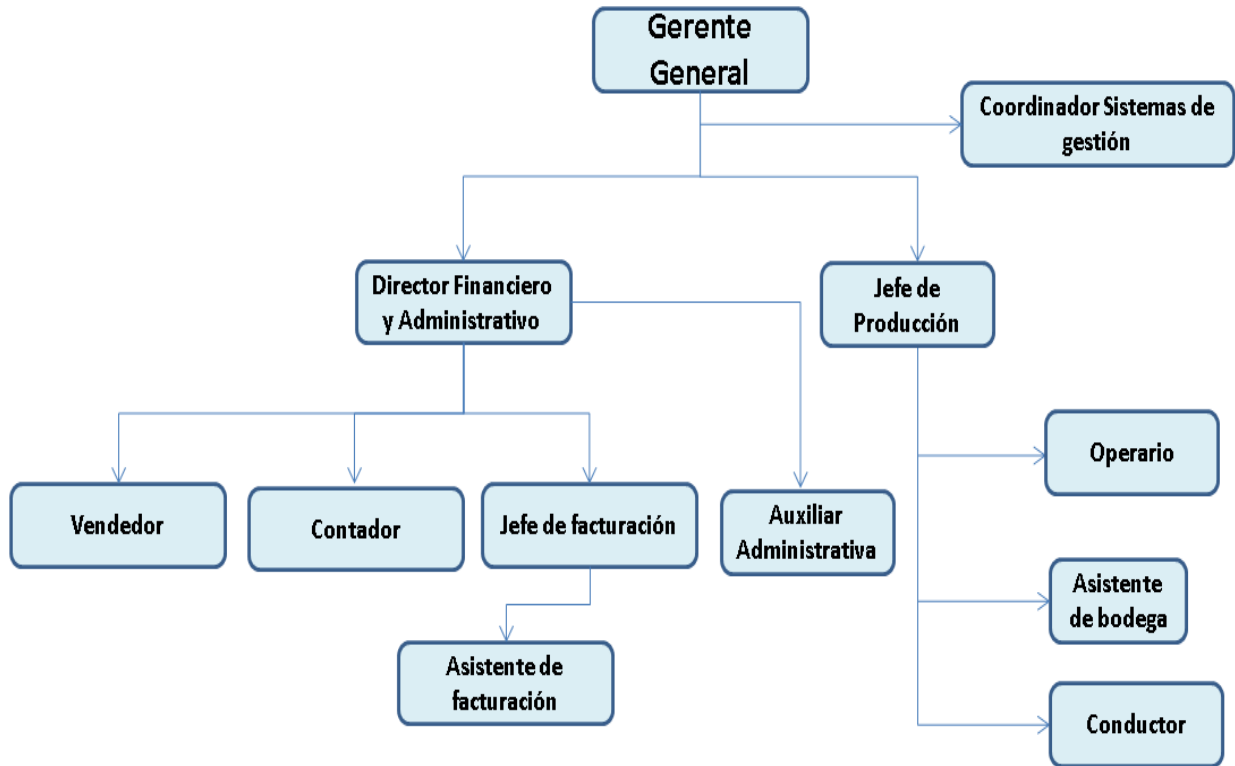 Gerente
General
Coordinador Sistemas de
gestión
Director Financiero
y Administrativo
Jefe de
Producción
Operario
Vendedor
Contador
Jefe de facturación
Auxiliar
Administrativa
Asistente
de bodega
Asistente de
facturación
Conductor